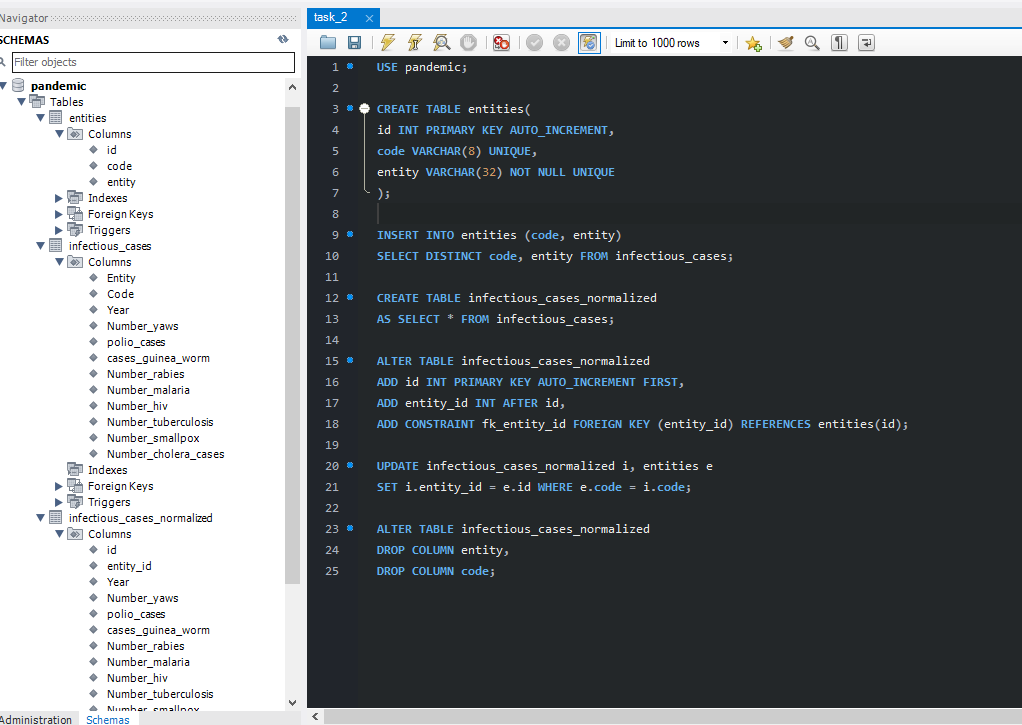 Navigator
SCHEMAS
Filter objects
pandemic
Tables
entities
Columns
id
code
entity
Indexes
Foreign Keys
Triggers
infectious_cases
Columns
Entity
Code
Year
Number_yaws
polio_cases
cases_guinea_worm
Number_rabies
Number_malaria
Number_hiv
Number_tuberculosis
Number_smallpox
Number_cholera_cases
Indexes
Foreign Keys
Triggers
infectious_cases_normalized
Columns
id
entity_id
Year
Number_yaws
polio_cases
cases_guinea_worm
Number_rabies
Number_malaria
Number_hiv
Number_tuberculosis
Number_smallpox
Administration Schemas
task_2
Limit to 1000 rows
1 USE pandemic;
2
3 CREATE TABLE entities(
4 id INT PRIMARY KEY AUTO_INCREMENT,
5 code VARCHAR(8) UNIQUE,
6 entity VARCHAR(32) NOT NULL UNIQUE
7 );
8
9 INSERT INTO entities (code, entity)
10 SELECT DISTINCT code, entity FROM infectious_cases;
11
12 CREATE TABLE infectious_cases_normalized
13 AS SELECT * FROM infectious_cases;
14
15 ALTER TABLE infectious_cases_normalized
16 ADD id INT PRIMARY KEY AUTO_INCREMENT FIRST,
17 ADD entity_id INT AFTER id,
18 ADD CONSTRAINT fk_entity_id FOREIGN KEY (entity_id) REFERENCES entities(id);
19
20 UPDATE infectious_cases_normalized i, entities e
21 SET i.entity_id = e.id WHERE e.code = i.code;
22
23 ALTER TABLE infectious_cases_normalized
24 DROP COLUMN entity,
25 DROP COLUMN code;